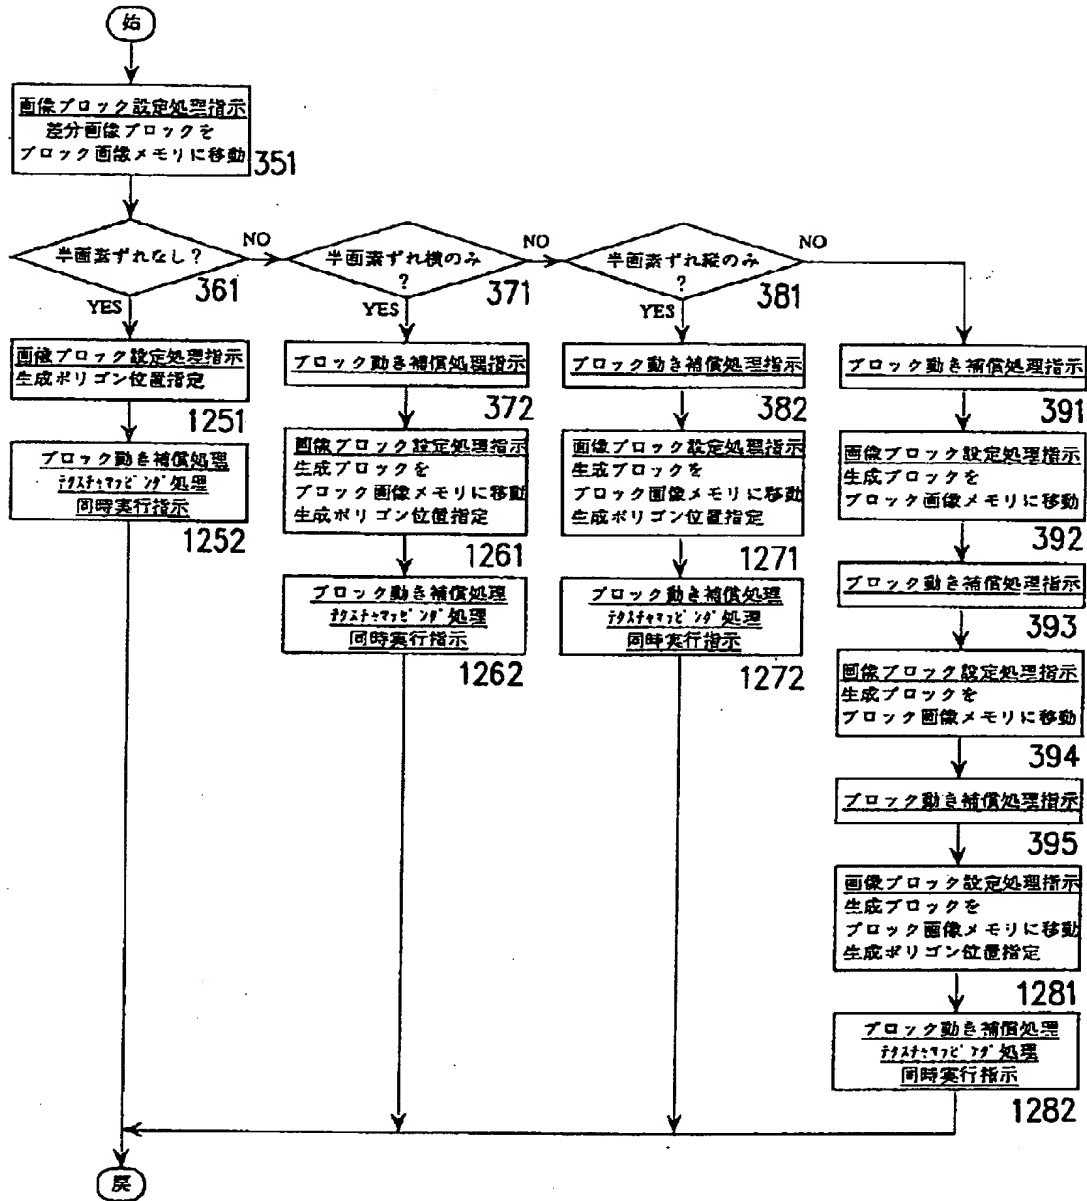 始
画像ブロック設定処理指示
差分画像ブロックを
ブロック画像メモリに移動
351
半画素ずれなし?
361
NO
YES
半画素ずれ横のみ
?
371
NO
YES
半画素ずれ縦のみ
?
381
NO
YES
画像ブロック設定処理指示
生成ポリゴン位置指定
1251
ブロック動き補償処理
テクスチャマッピング処理
同時実行指示
1252
ブロック動き補償処理指示
372
画像ブロック設定処理指示
生成ブロックを
ブロック画像メモリに移動
生成ポリゴン位置指定
1261
ブロック動き補償処理
テクスチャマッピング処理
同時実行指示
1262
ブロック動き補償処理指示
382
画像ブロック設定処理指示
生成ブロックを
ブロック画像メモリに移動
生成ポリゴン位置指定
1271
ブロック動き補償処理
テクスチャマッピング処理
同時実行指示
1272
ブロック動き補償処理指示
391
画像ブロック設定処理指示
生成ブロックを
ブロック画像メモリに移動
392
ブロック動き補償処理指示
393
画像ブロック設定処理指示
生成ブロックを
ブロック画像メモリに移動
394
ブロック動き補償処理指示
395
画像ブロック設定処理指示
生成ブロックを
ブロック画像メモリに移動
生成ポリゴン位置指定
1281
ブロック動き補償処理
テクスチャマッピング処理
同時実行指示
1282
戻